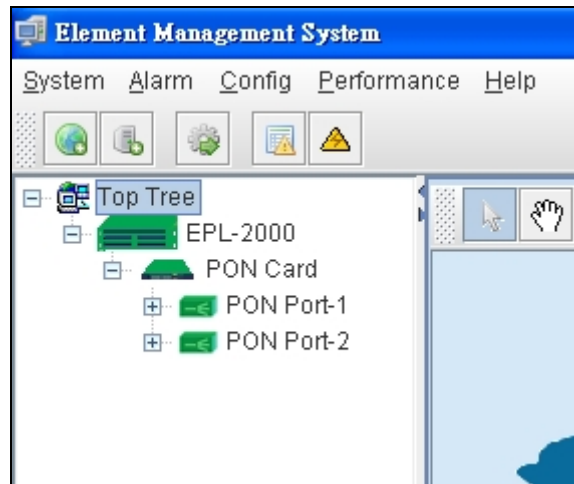 Element Management System
System Alarm Config Performance Help
Top Tree
EPL-2000
PON Card
PON Port-1
PON Port-2